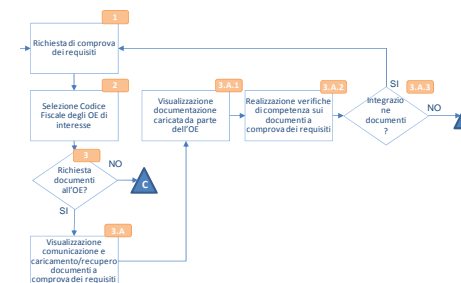 1
Richiesta di comprova
dei requisiti
2
Selezione Codice
Fiscale degli OE di
interesse
3
Richiesta
documenti
all'OE?
NO
C
SI
3.A
Visualizzazione
comunicazione e
caricamento/recupero
documenti a
comprova dei requisiti
3.A.1
Visualizzazione
documentazione
caricata da parte
dell'OE
3.A.2
Realizzazione verifiche
di competenza sui
documenti a
comprova dei requisiti
SI
3.A.3
Integrazio
ne
documenti
?
NO